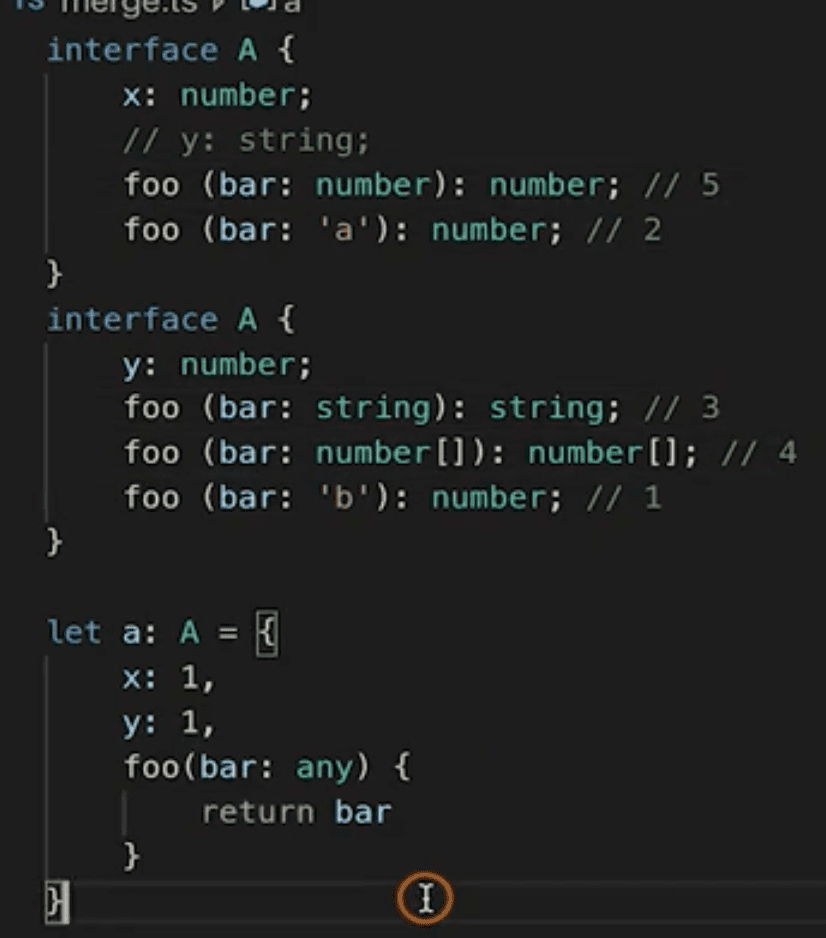 TS merge.ts a
interface A {
x: number;
// y: string;
foo (bar: number): number; // 5
foo (bar: 'a'): number; // 2
}
interface A {
y: number;
foo (bar: string): string; // 3
foo (bar: number[]): number[]; // 4
foo (bar: 'b'): number; // 1
}
let a: A = {
x: 1,
y: 1,
foo(bar: any) {
return bar
}
}